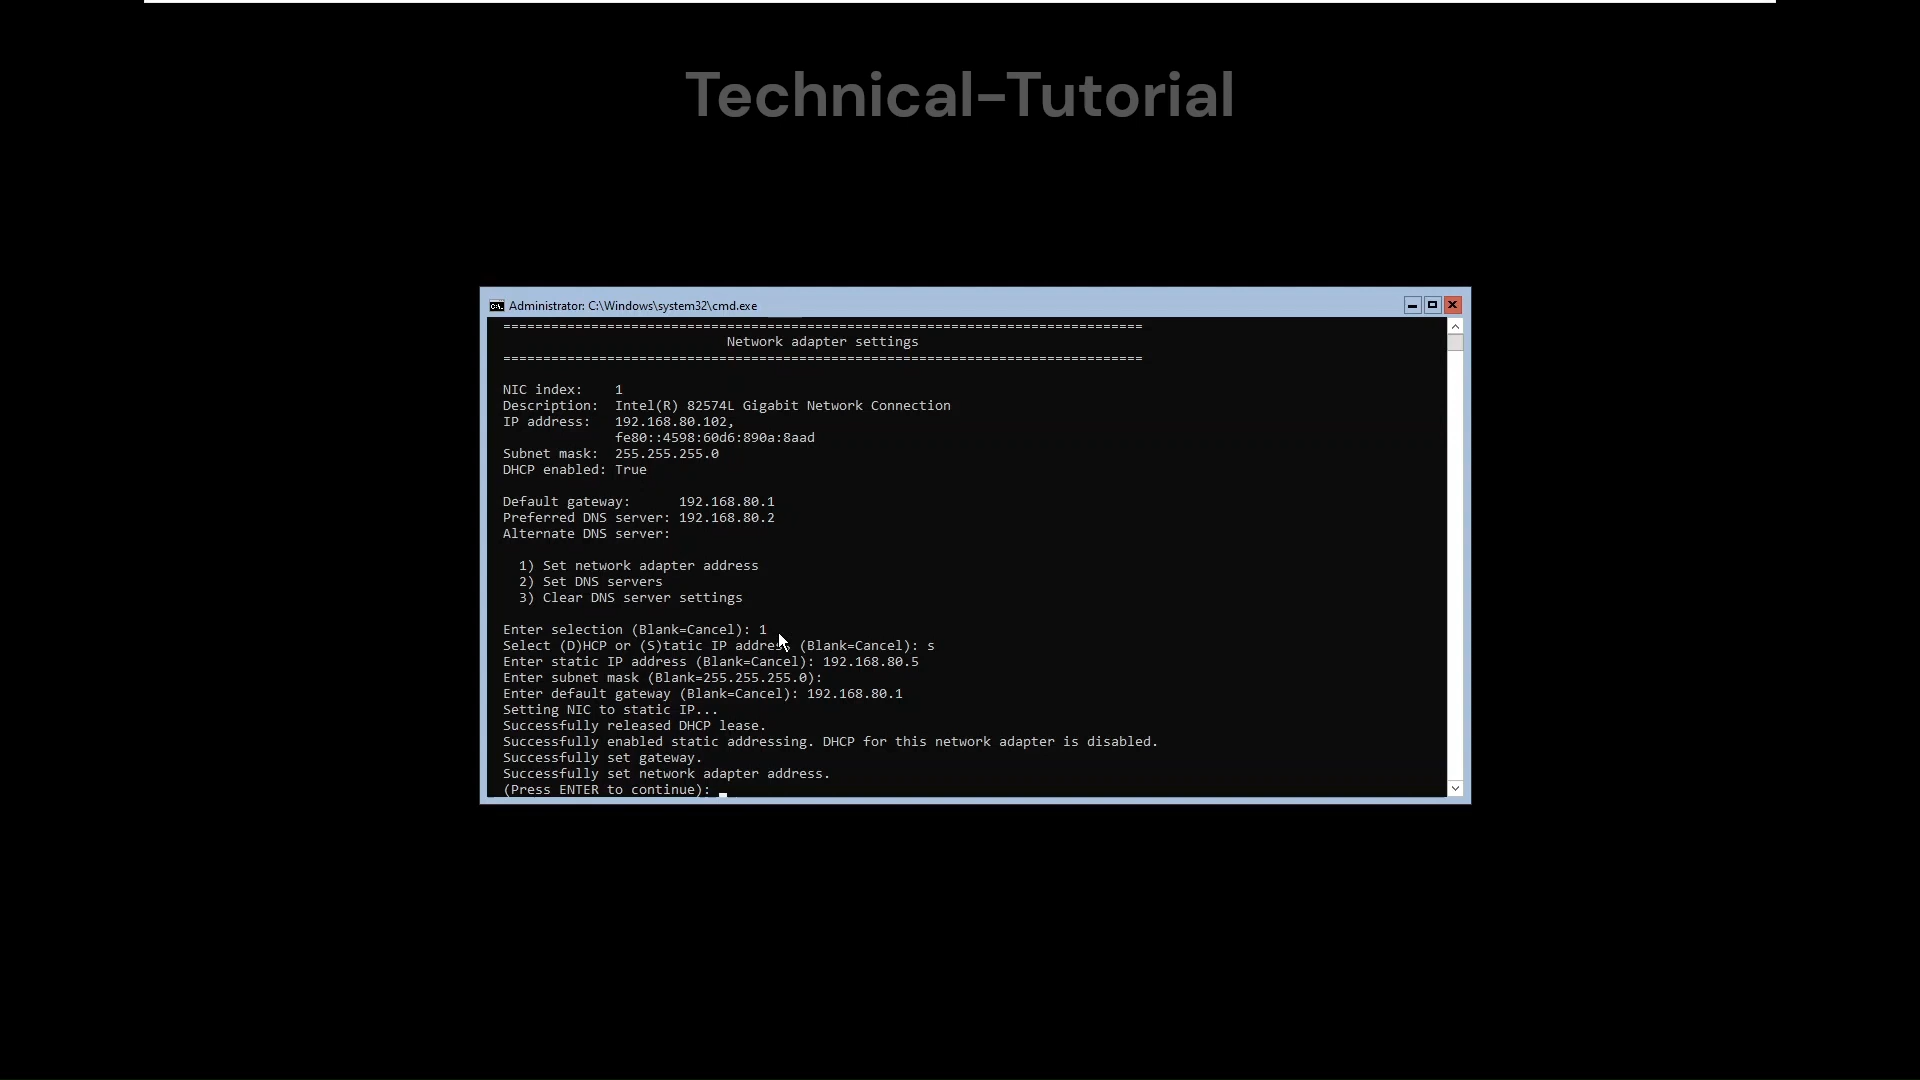 Technical-Tutorial
Administrator: C:\Windows\system32\cmd.exe
================================================================================
Network adapter settings
================================================================================
NIC index: 1
Description: Intel(R) 82574L Gigabit Network Connection
IP address: 192.168.80.102,
fe80::4598:60d6:890a:8aad
Subnet mask: 255.255.255.0
DHCP enabled: True
Default gateway: 192.168.80.1
Preferred DNS server: 192.168.80.2
Alternate DNS server:
1) Set network adapter address
2) Set DNS servers
3) Clear DNS server settings
Enter selection (Blank=Cancel): 1
Select (D)HCP or (S)tatic IP address (Blank=Cancel): s
Enter static IP address (Blank=Cancel): 192.168.80.5
Enter subnet mask (Blank=255.255.255.0):
Enter default gateway (Blank=Cancel): 192.168.80.1
Setting NIC to static IP...
Successfully released DHCP lease.
Successfully enabled static addressing. DHCP for this network adapter is disabled.
Successfully set gateway.
Successfully set network adapter address.
(Press ENTER to continue):